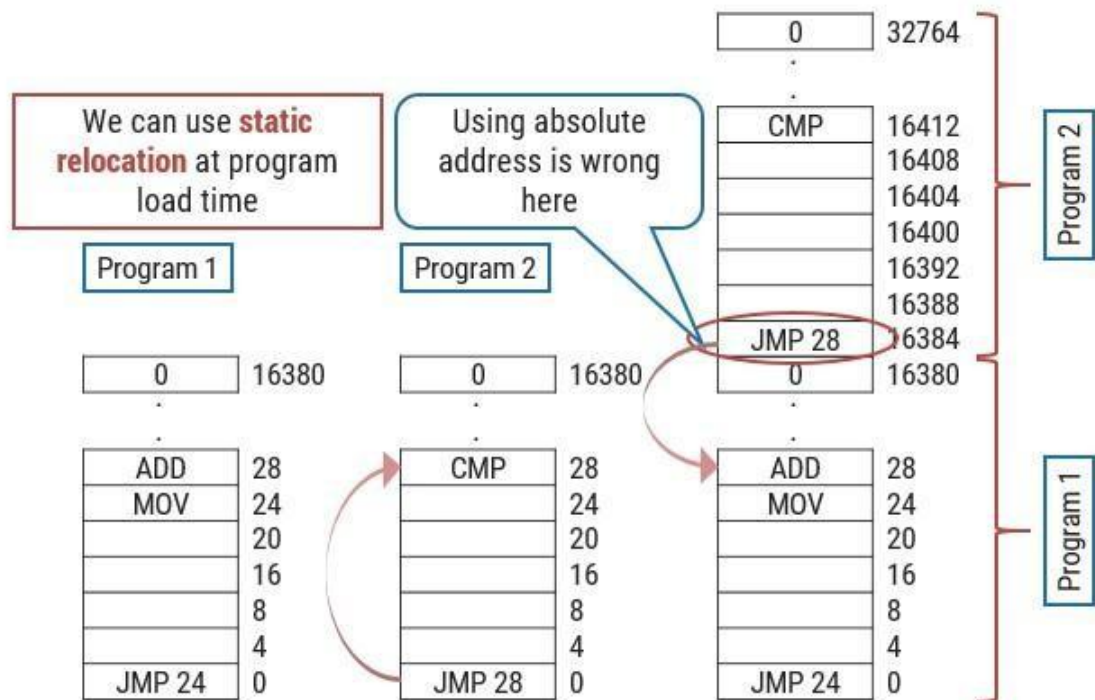 0 32764
.
.
We can use static
relocation at program
load time
Using absolute
address is wrong
here
CMP 16412
16408
16404
16400
16392
16388
JMP 28 16384
0 16380
.
.
ADD 28
MOV 24
20
16
8
4
JMP 24 0
Program 2
Program 1
Program 1
0 16380
.
.
ADD 28
MOV 24
20
16
8
4
JMP 24 0
Program 2
0 16380
.
.
CMP 28
24
20
16
8
4
JMP 28 0